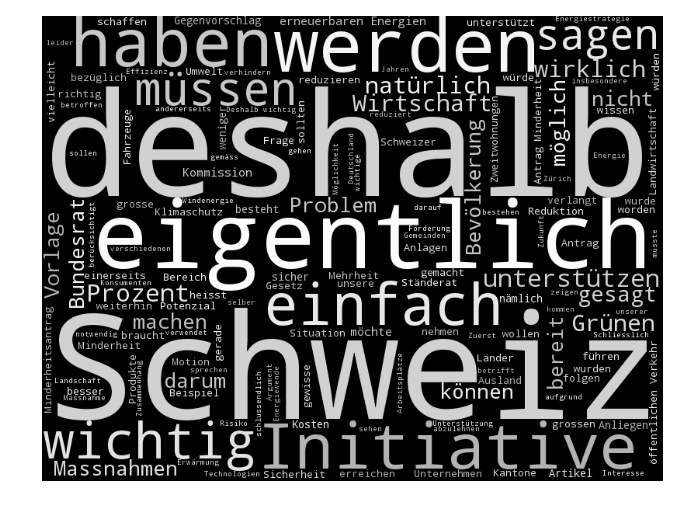 leider
schaffen
Gegenvorschlag
erneuerbaren Energien
unterstützt
Energiestrategie
haben
werden
sagen
vielleicht
bezüglich
Effizienz
Umwelt
verhindern
Jahren
reduzieren
würde
wirklich
insbesondere
würden
richtig
betroffen
müssen
andererseits
Deshalb wichtig
weniger
sollten
natürlich
Wirtschaft
reduziert
Zweitwohnungen
Antrag Minderheit
möglich
nicht
wissen
Landwirtschaft
deshalb
sollen
Fahrzeuge
gemäss
Frage
gehen
Kommission
Möglichkeit
Deutschland
wichtige
Schweizer
Bevölkerung
Zürich
Energie
Vorlage
Bundesrat
berücksichtigt
grosse
Windenergie
Klimaschutz
besteht
Problem
darauf
Förderung
Gemeinden
Anlagen
bestehen
Reduktion
Zukunft
verlangt
Antrag
wurde
worden
müsste
eigentlich
verschiedenen
einerseits
Konsumenten
Bereich
sicher
Gesetz
Mehrheit
unsere
gemacht
Ständerat
unterstützen
Prozent
heisst
weiterhin
Potenzial
selber
einfach
nämlich
zeigen
kommen
gesagt
unserer
Grünen
Minderheitsantrag
machen
notwendig
braucht
verwendet
Minderheit
gerade
Situation
möchte
nehmen
Zuerst
wollen
bereit
Schliesslich
führen
wurden
folgen
Schweiz
Landschaft
Massnahme
besser
Produkte
Zusammenhang
Motion
sprechen
darum
Beispiel
schlussendlich
Energiewende
Argument
gewisse
Arbeitsplätze
Länder
betrifft
Ausland
können
aufgrund
öffentlichen Verkehr
wichtig
Risiko
Kosten
sehen
Unterstützung
abzulehnen
grossen
Anliegen
Initiative
Massnahmen
Erwärmung
Technologien
Sicherheit
erreichen
Unternehmen
Kantone
Artikel
Interesse